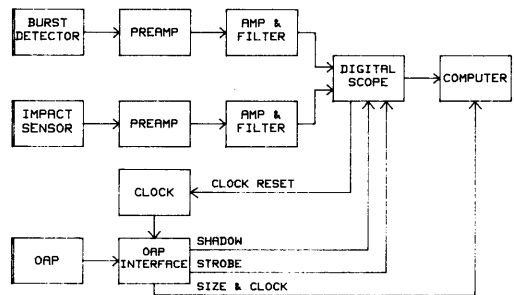 BURST
DETECTOR
PREAMP
AMP &
FILTER
DIGITAL
SCOPE
COMPUTER
IMPACT
SENSOR
PREAMP
AMP &
FILTER
CLOCK
CLOCK RESET
OAP
OAP
INTERFACE
SHADOW
STROBE
SIZE & CLOCK